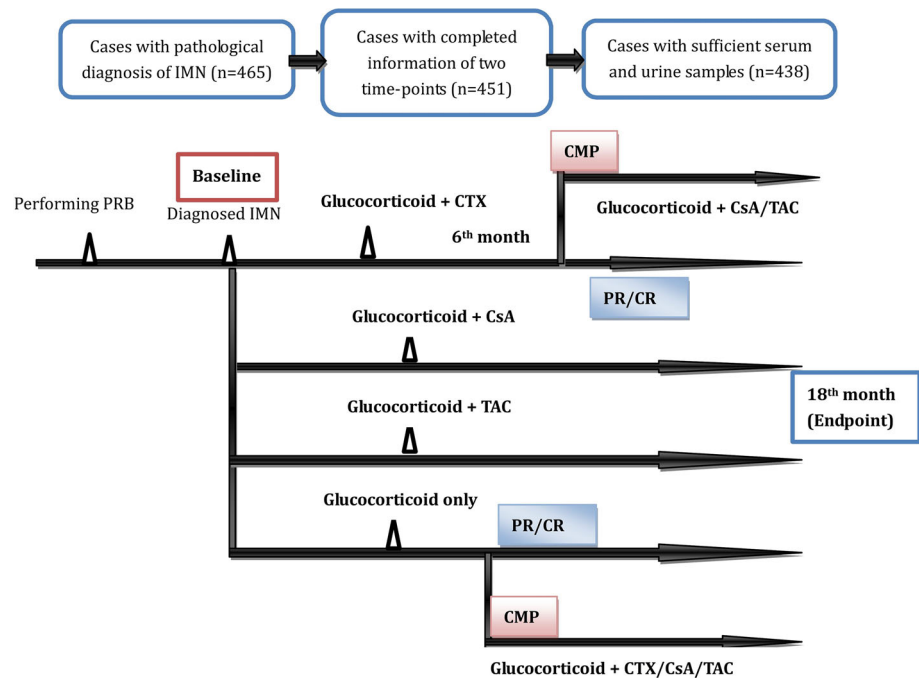 Cases with pathological
diagnosis of IMN (n=465)
Cases with completed
information of two
time-points (n=451)
Cases with sufficient serum
and urine samples (n=438)
CMP
Baseline
Performing PRB
Diagnosed IMN
Glucocorticoid + CTX
6th month
Glucocorticoid + CsA/TAC
PR/CR
Glucocorticoid + CsA
18th month
(Endpoint)
Glucocorticoid + TAC
Glucocorticoid only
PR/CR
CMP
Glucocorticoid + CTX/CsA/TAC